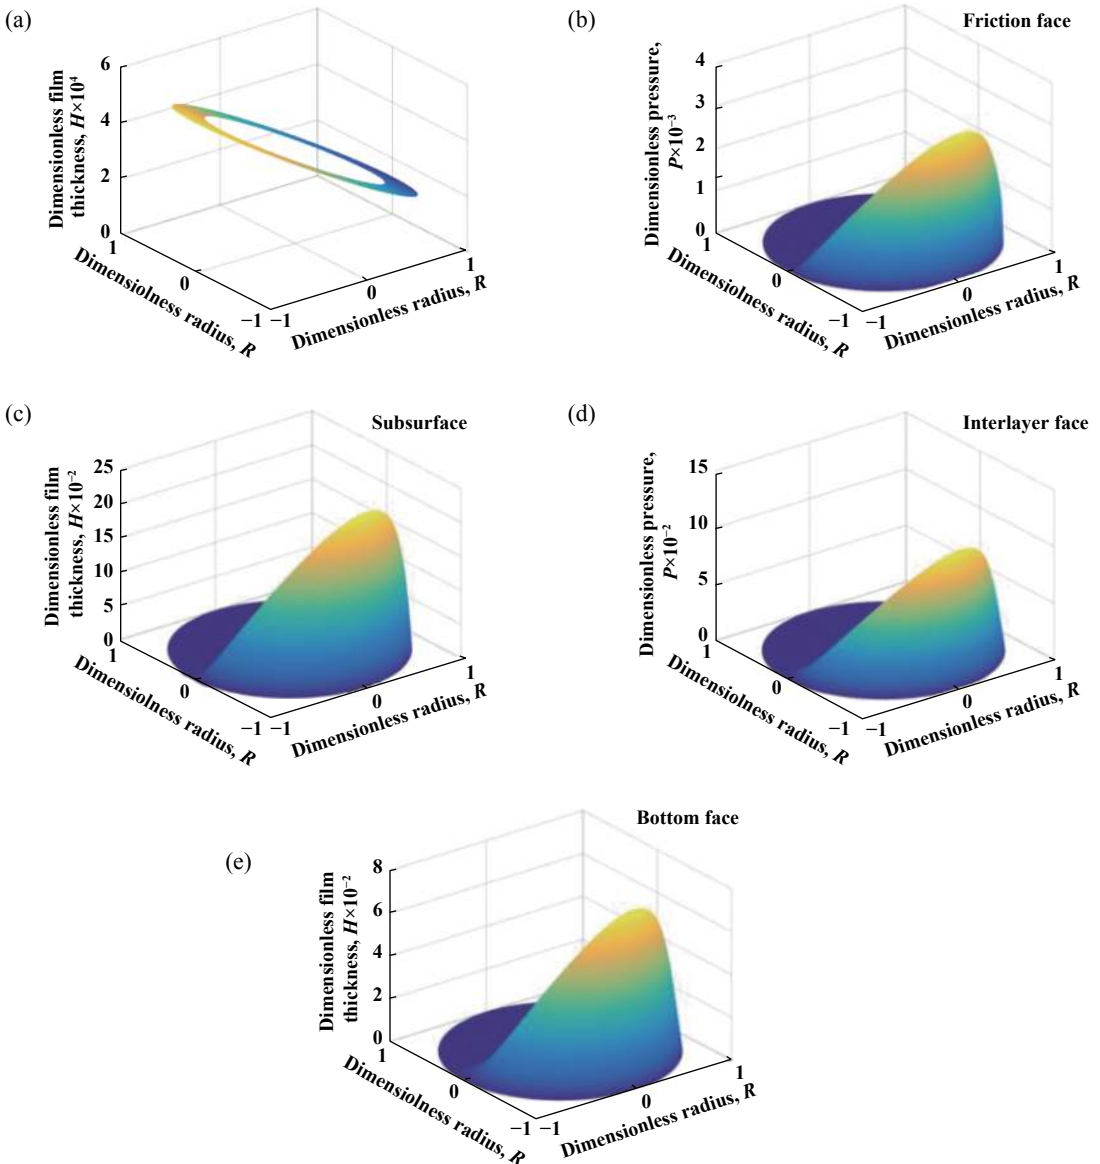 (a)
Dimensionless film
thickness, H×10⁴
6
4
2
0
1
0
−1
Dimensiolness radius, R
−1
0
1
Dimensionless radius, R
(b)
Friction face
Dimensionless pressure,
P×10⁻³
4
3
2
1
0
1
0
−1
Dimensiolness radius, R
−1
0
1
Dimensionless radius, R
(c)
Subsurface
Dimensionless film
thickness, H×10⁻²
25
20
15
10
5
0
1
0
−1
Dimensiolness radius, R
−1
0
1
Dimensionless radius, R
(d)
Interlayer face
Dimensionless pressure,
P×10⁻²
15
10
5
0
1
0
−1
Dimensiolness radius, R
−1
0
1
Dimensionless radius, R
(e)
Bottom face
Dimensionless film
thickness, H×10⁻²
8
6
4
2
0
1
0
−1
Dimensiolness radius, R
−1
0
1
Dimensionless radius, R